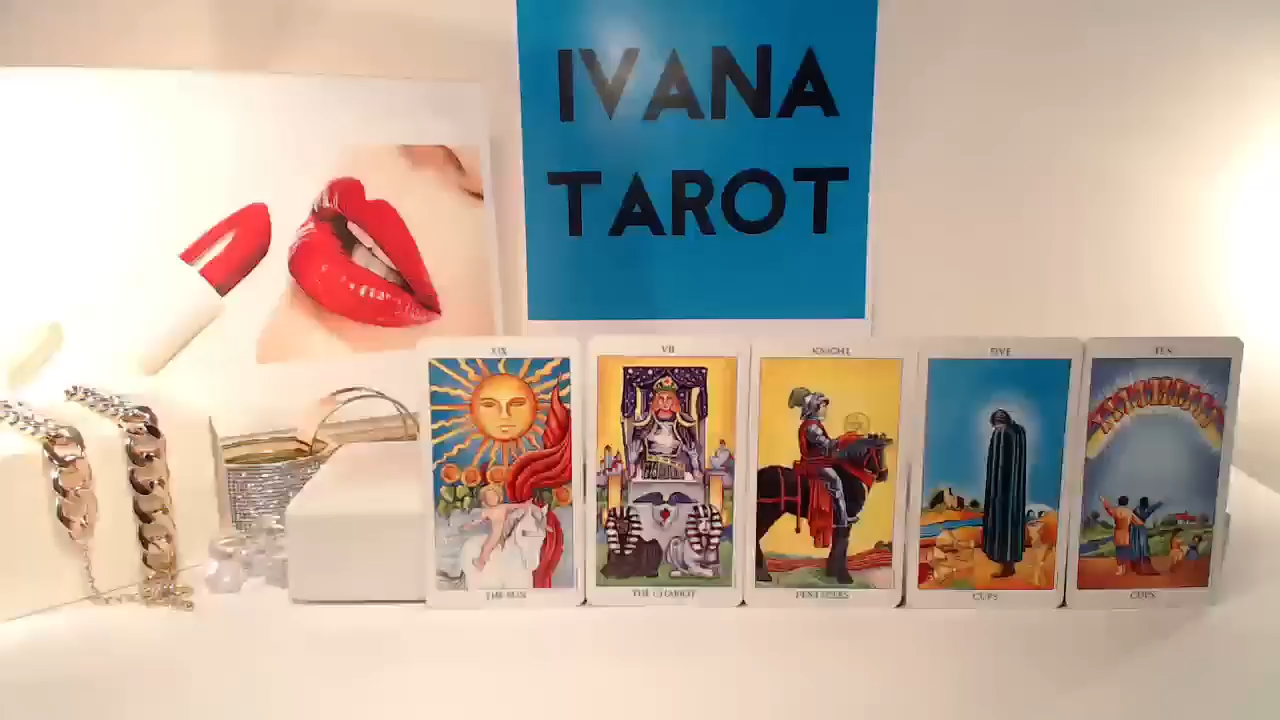 IVANA
TAROT
XIX
VII
KNIGHT
FIVE
TEN
THE SUN
THE CHARIOT
PENTACLES
CUPS
CUPS